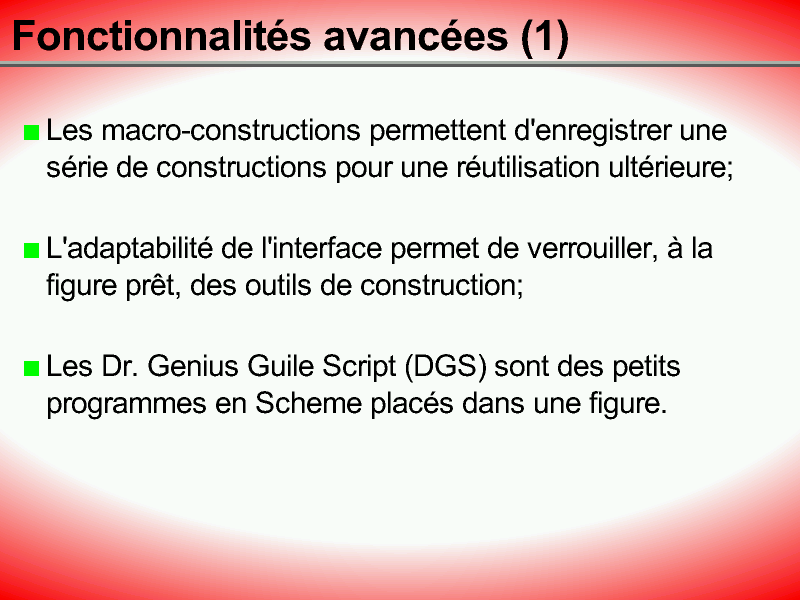 Fonctionnalités avancées (1)
Les macro-constructions permettent d'enregistrer une
série de constructions pour une réutilisation ultérieure;
L'adaptabilité de l'interface permet de verrouiller, à la
figure prêt, des outils de construction;
Les Dr. Genius Guile Script (DGS) sont des petits
programmes en Scheme placés dans une figure.